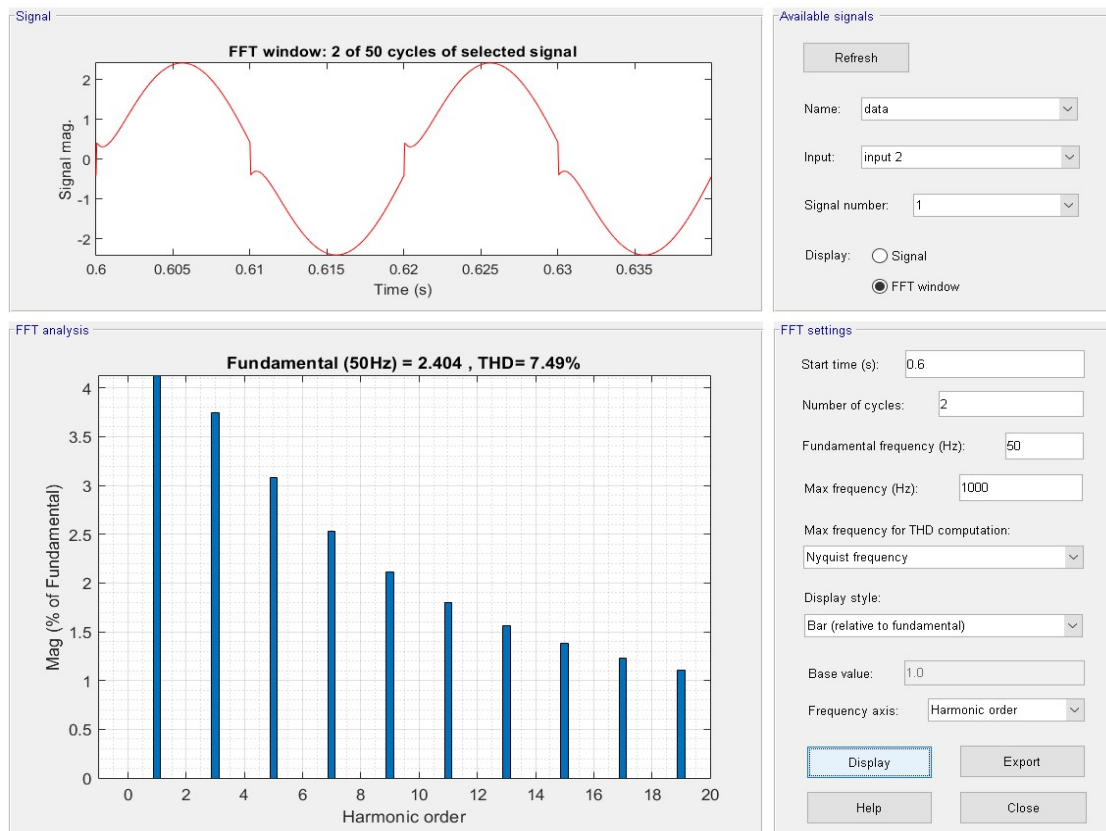 Signal
FFT window: 2 of 50 cycles of selected signal
Signal mag.
2
1
0
-1
-2
0.6 0.605 0.61 0.615 0.62 0.625 0.63 0.635
Time (s)
Available signals
Refresh
Name: data
Input: input 2
Signal number: 1
Display: Signal
FFT window
FFT analysis
Fundamental (50Hz) = 2.404 , THD= 7.49%
Mag (% of Fundamental)
4
3.5
3
2.5
2
1.5
1
0.5
0
0 2 4 6 8 10 12 14 16 18 20
Harmonic order
FFT settings
Start time (s): 0.6
Number of cycles: 2
Fundamental frequency (Hz): 50
Max frequency (Hz): 1000
Max frequency for THD computation:
Nyquist frequency
Display style:
Bar (relative to fundamental)
Base value: 1.0
Frequency axis: Harmonic order
Display Export
Help Close